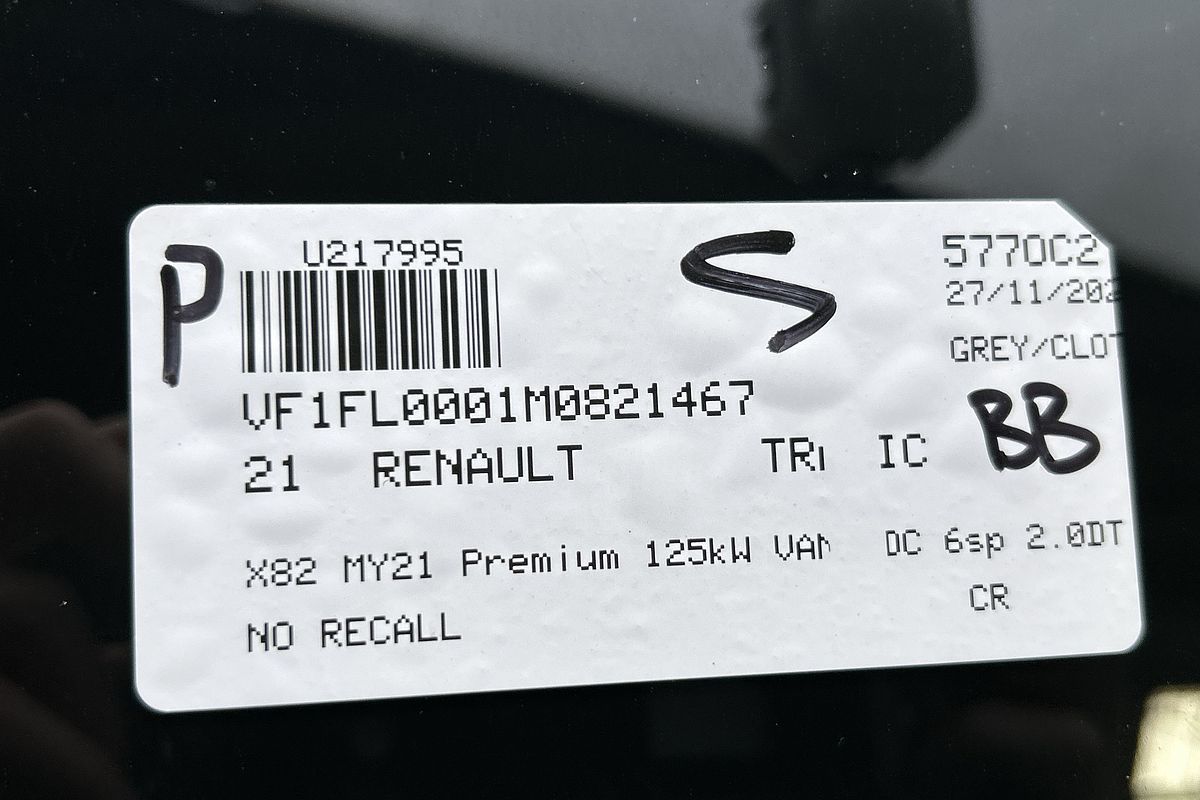 P
U217995
S
5770C2
27/11/202
GREY/CLOT
VF1FL0001M0821467
BB
21 RENAULT IC
X82 MY21 Premium 125kW VAN DC 6sp 2.0DT
CR
NO RECALL